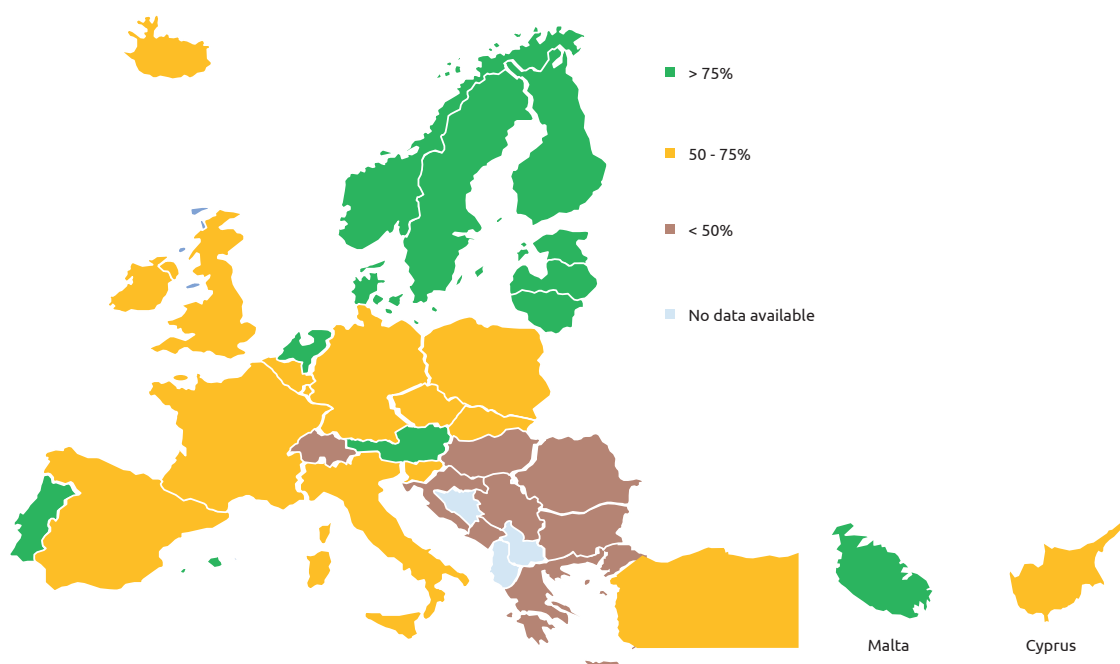 > 75%
50 - 75%
< 50%
No data available
Malta
Cyprus